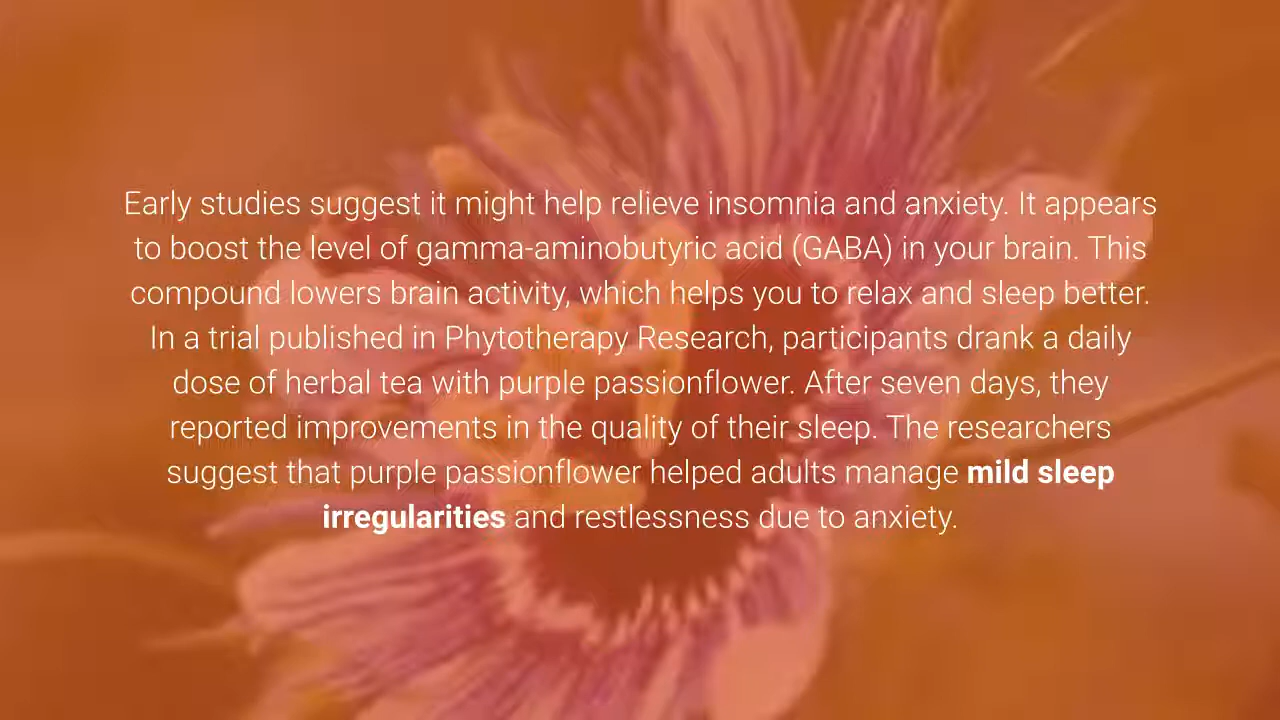 Early studies suggest it might help relieve insomnia and anxiety. It appears
to boost the level of gamma-aminobutyric acid (GABA) in your brain. This
compound lowers brain activity, which helps you to relax and sleep better.
In a trial published in Phytotherapy Research, participants drank a daily
dose of herbal tea with purple passionflower. After seven days, they
reported improvements in the quality of their sleep. The researchers
suggest that purple passionflower helped adults manage mild sleep
irregularities and restlessness due to anxiety.